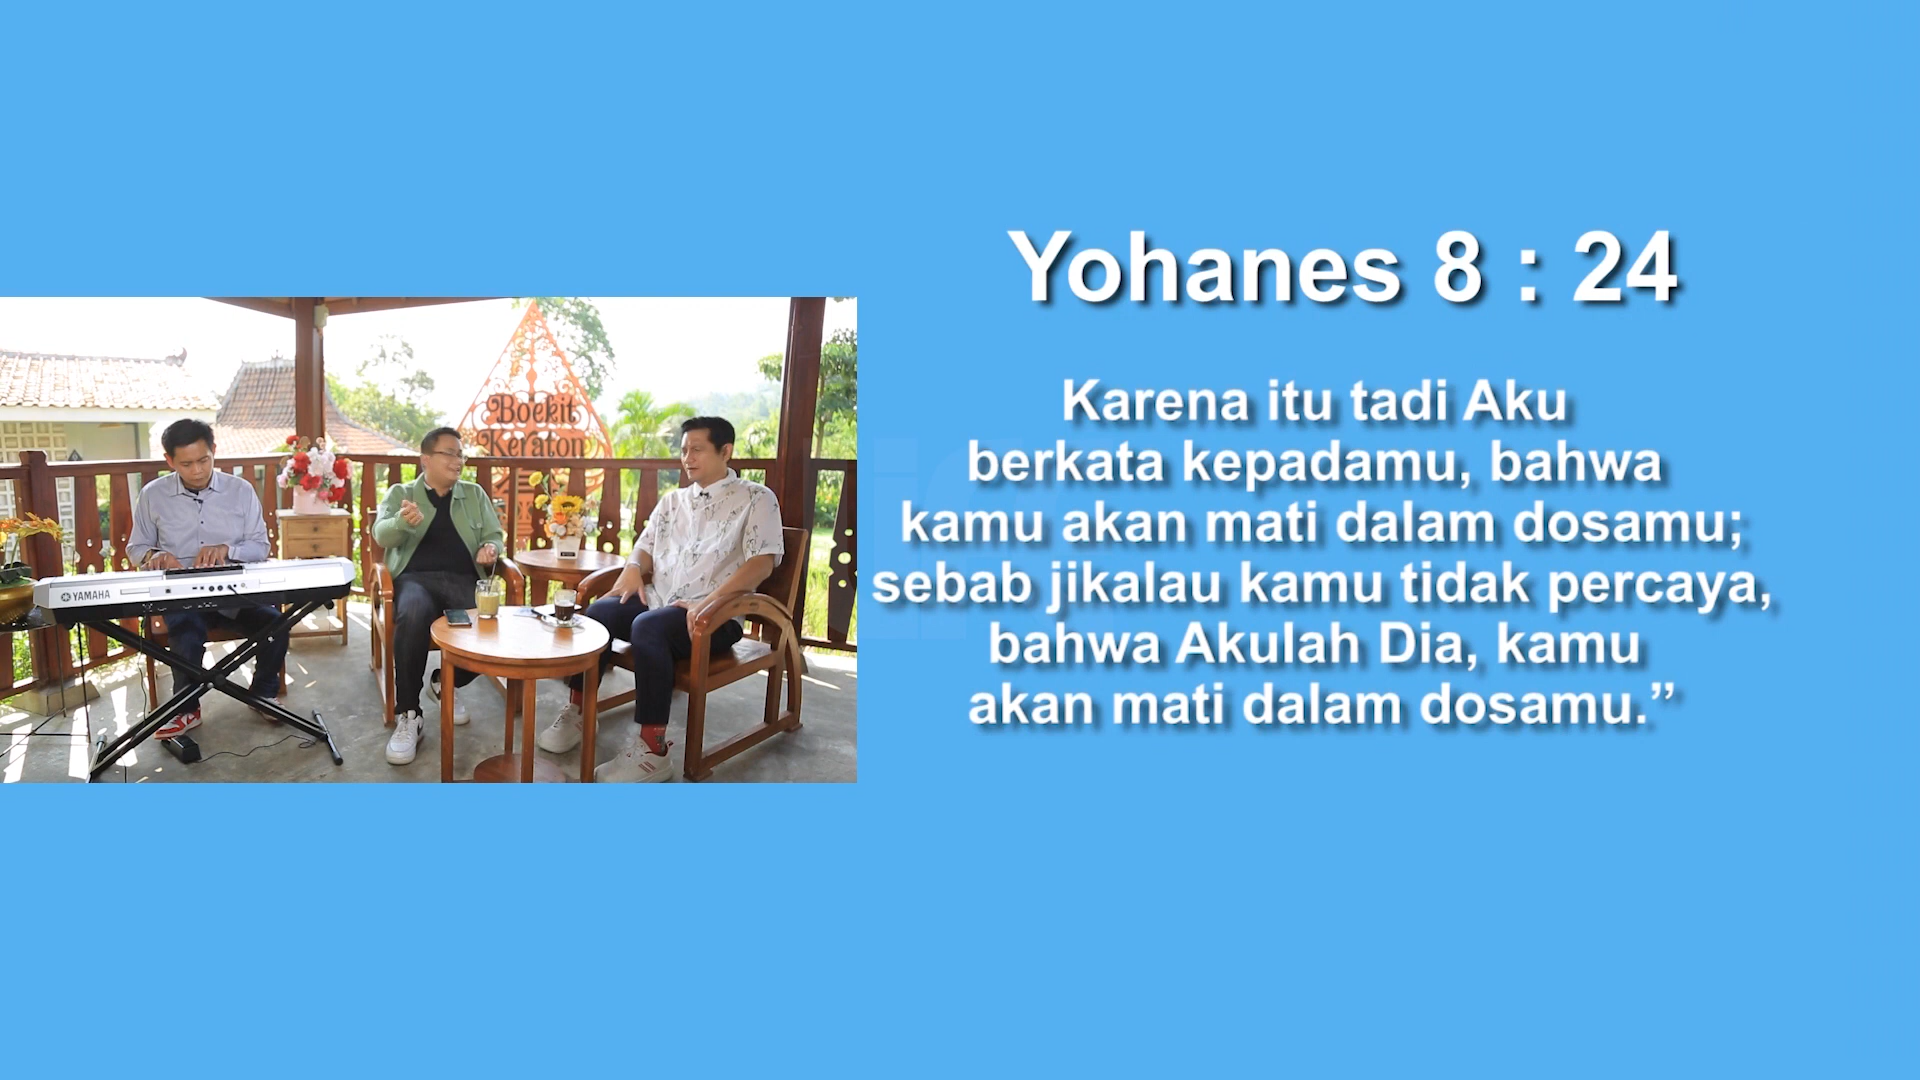 Yohanes 8 : 24
Karena itu tadi Aku
berkata kepadamu, bahwa
kamu akan mati dalam dosamu;
sebab jikalau kamu tidak percaya,
bahwa Akulah Dia, kamu
akan mati dalam dosamu.”
Boekit
Keraton
YAMAHA